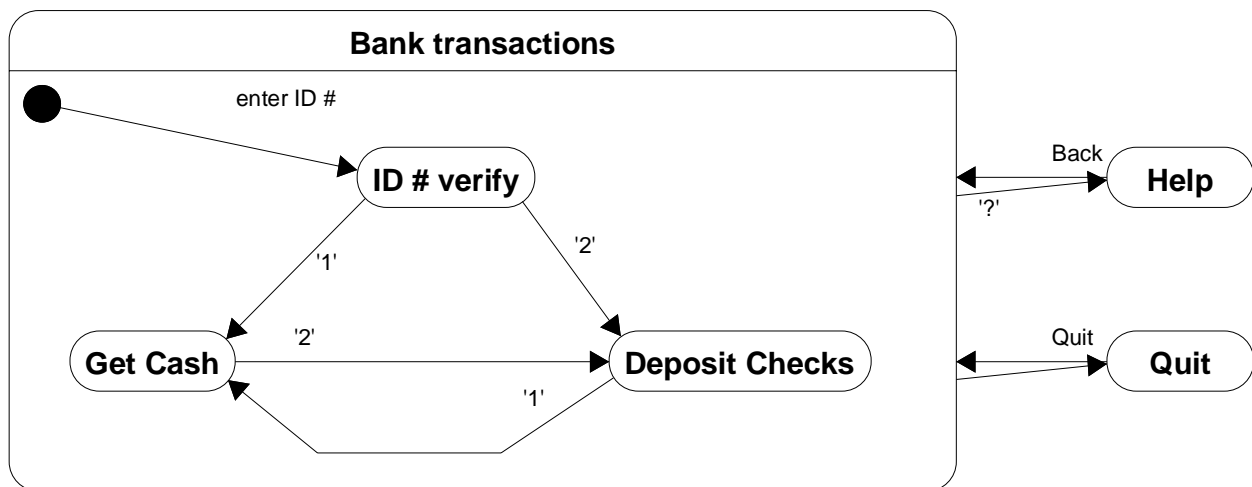 Bank transactions
enter ID #
ID # verify
Back
Help
'?'
'1'
'2'
Get Cash
'2'
Deposit Checks
'1'
Quit
Quit